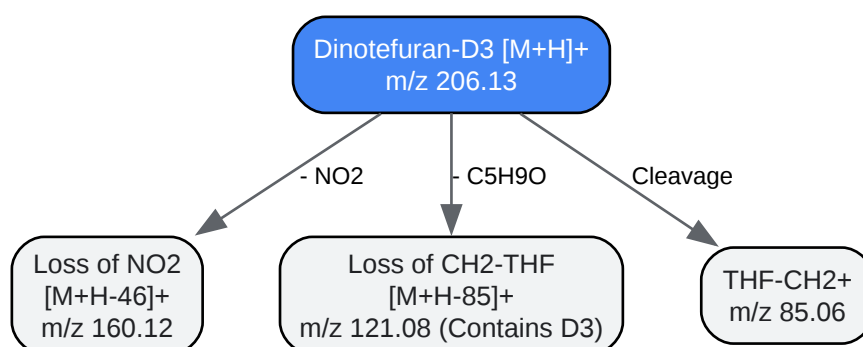 Dinotefuran-D3 [M+H]+
m/z 206.13
- NO2
- C5H9O
Cleavage
Loss of NO2
[M+H-46]+
m/z 160.12
Loss of CH2-THF
[M+H-85]+
m/z 121.08 (Contains D3)
THF-CH2+
m/z 85.06